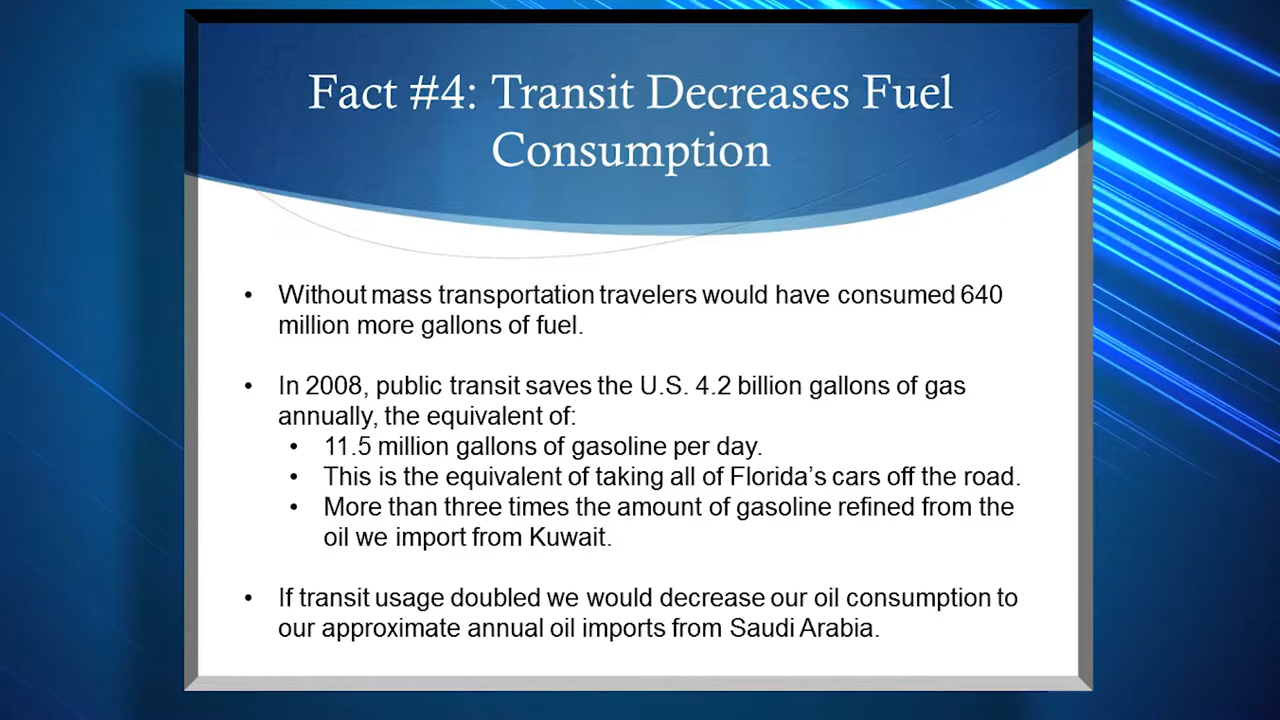 Fact #4: Transit Decreases Fuel
Consumption
• Without mass transportation travelers would have consumed 640
million more gallons of fuel.
• In 2008, public transit saves the U.S. 4.2 billion gallons of gas
annually, the equivalent of:
• 11.5 million gallons of gasoline per day.
• This is the equivalent of taking all of Florida's cars off the road.
• More than three times the amount of gasoline refined from the
oil we import from Kuwait.
• If transit usage doubled we would decrease our oil consumption to
our approximate annual oil imports from Saudi Arabia.